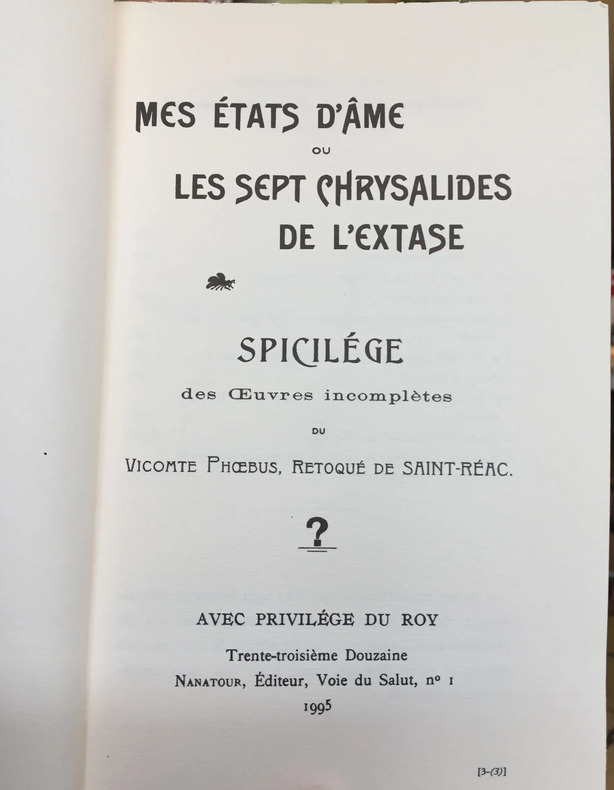 MES ÉTATS D'ÂME
OU
LES SEPT CHRYSALIDES
DE L'EXTASE
SPICILÉGE
des Œuvres incomplètes
DU
VICOMTE PHŒBUS, RETOQUÉ DE SAINT-RÉAC.
?
AVEC PRIVILÉGE DU ROY
Trente-troisième Douzaine
NANATOUR, Éditeur, Voie du Salut, nº 1
1995
[3-(3)]